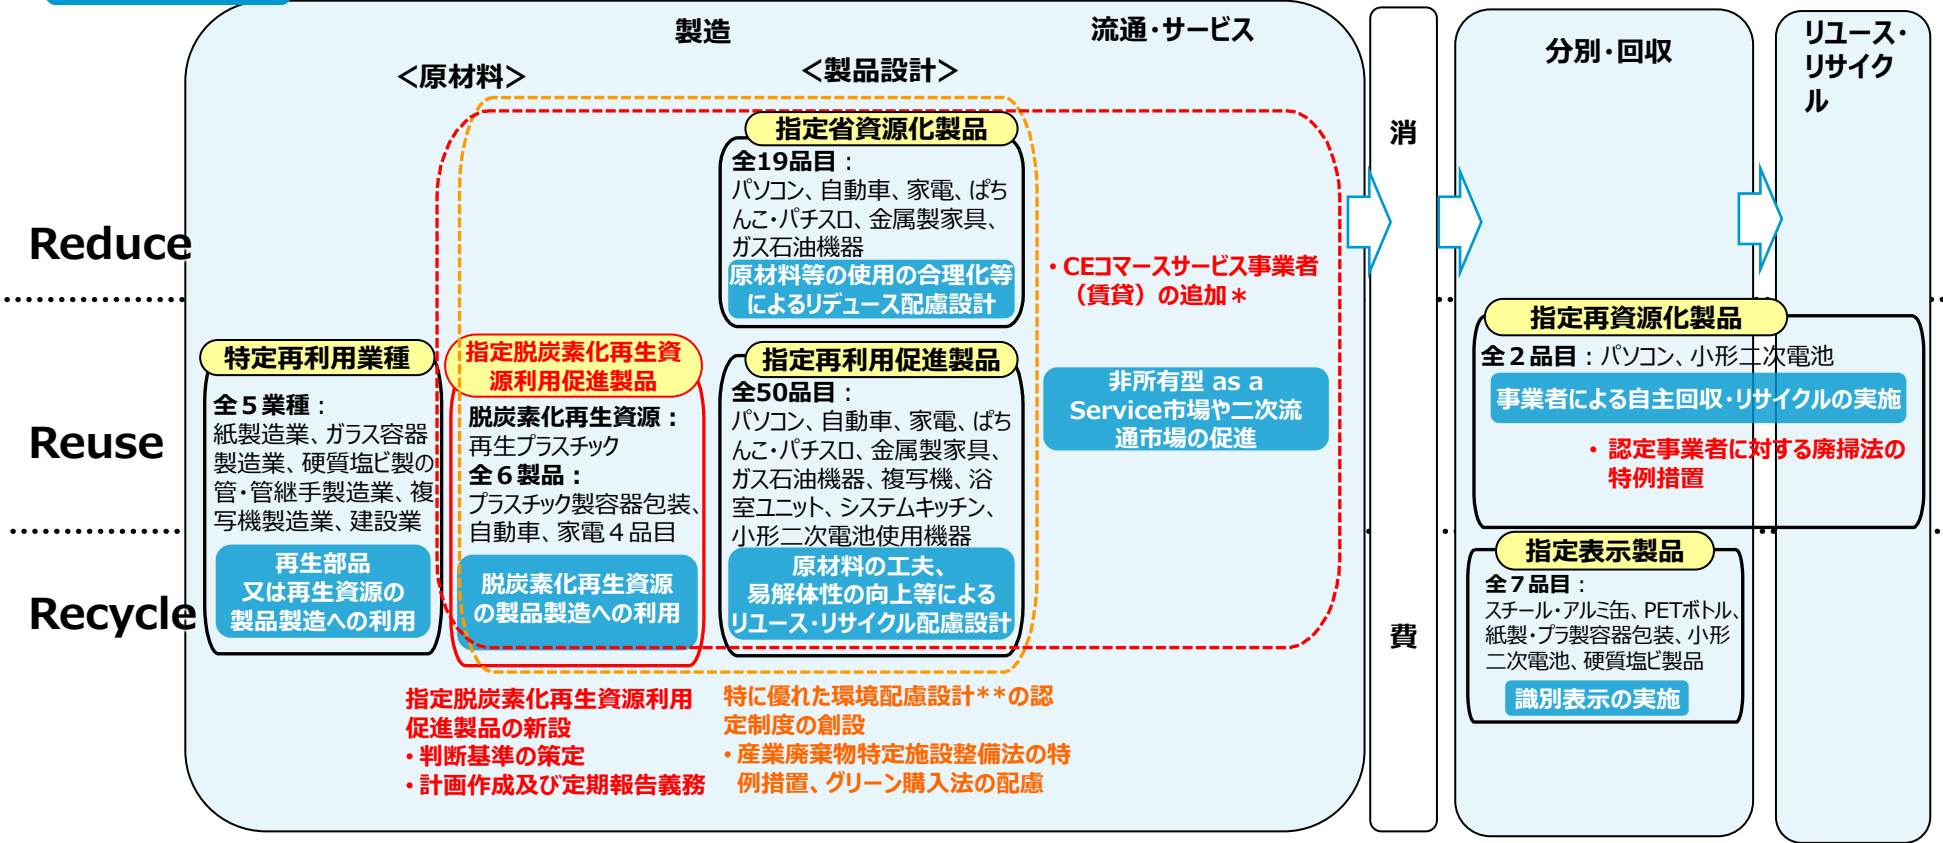 製造
流通・サービス
＜原材料＞
＜製品設計＞
消
費
分別・回収
リユース・
リサイク
ル
Reduce
Reuse
Recycle
指定省資源化製品
全19品目：
パソコン、自動車、家電、ぱち
んこ・パチスロ、金属製家具、
ガス石油機器
原材料等の使用の合理化等
によるリデュース配慮設計
・CEコマースサービス事業者
（賃貸）の追加＊
特定再利用業種
全５業種：
紙製造業、ガラス容器
製造業、硬質塩ビ製の
管・管継手製造業、複
写機製造業、建設業
再生部品
又は再生資源の
製品製造への利用
指定脱炭素化再生資
源利用促進製品
脱炭素化再生資源：
再生プラスチック
全６製品：
プラスチック製容器包装、
自動車、家電４品目
脱炭素化再生資源
の製品製造への利用
指定再利用促進製品
全50品目：
パソコン、自動車、家電、ぱち
んこ・パチスロ、金属製家具、
ガス石油機器、複写機、浴
室ユニット、システムキッチン、
小形二次電池使用機器
原材料の工夫、
易解体性の向上等による
リユース・リサイクル配慮設計
非所有型 as a
Service市場や二次流
通市場の促進
指定再資源化製品
全２品目：パソコン、小形二次電池
事業者による自主回収・リサイクルの実施
・認定事業者に対する廃掃法の
特例措置
指定表示製品
全７品目：
スチール・アルミ缶、PETボトル、
紙製・プラ製容器包装、小形
二次電池、硬質塩ビ製品
識別表示の実施
指定脱炭素化再生資源利用
促進製品の新設
・判断基準の策定
・計画作成及び定期報告義務
特に優れた環境配慮設計**の認
定制度の創設
・産業廃棄物特定施設整備法の特
例措置、グリーン購入法の配慮